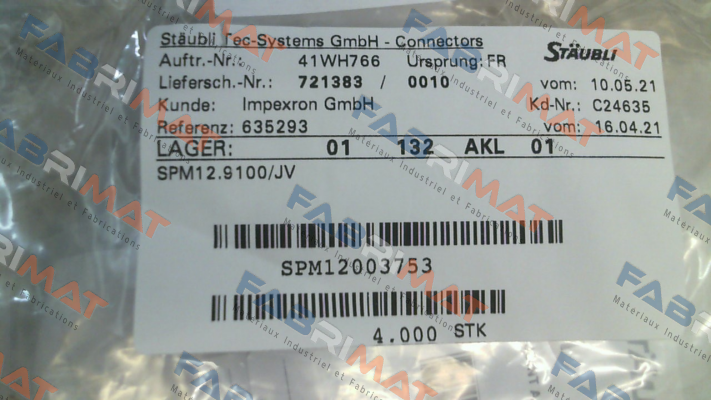 Stäubli Tec-Systems GmbH - Connectors
Auftr.-Nr.: 41WH766 Ursprung: FR
STÄUBLI
Liefersch.-Nr.: 721383 / 0010 vom: 10.05.21
Kunde: Impexron GmbH Kd-Nr.: C24635
Referenz: 635293 vom: 16.04.21
LAGER: 01 132 AKL 01
SPM12.9100/JV
SPM12003753
4.000 STK
FABRIMAT
Materiaux Industriel et Fabrications